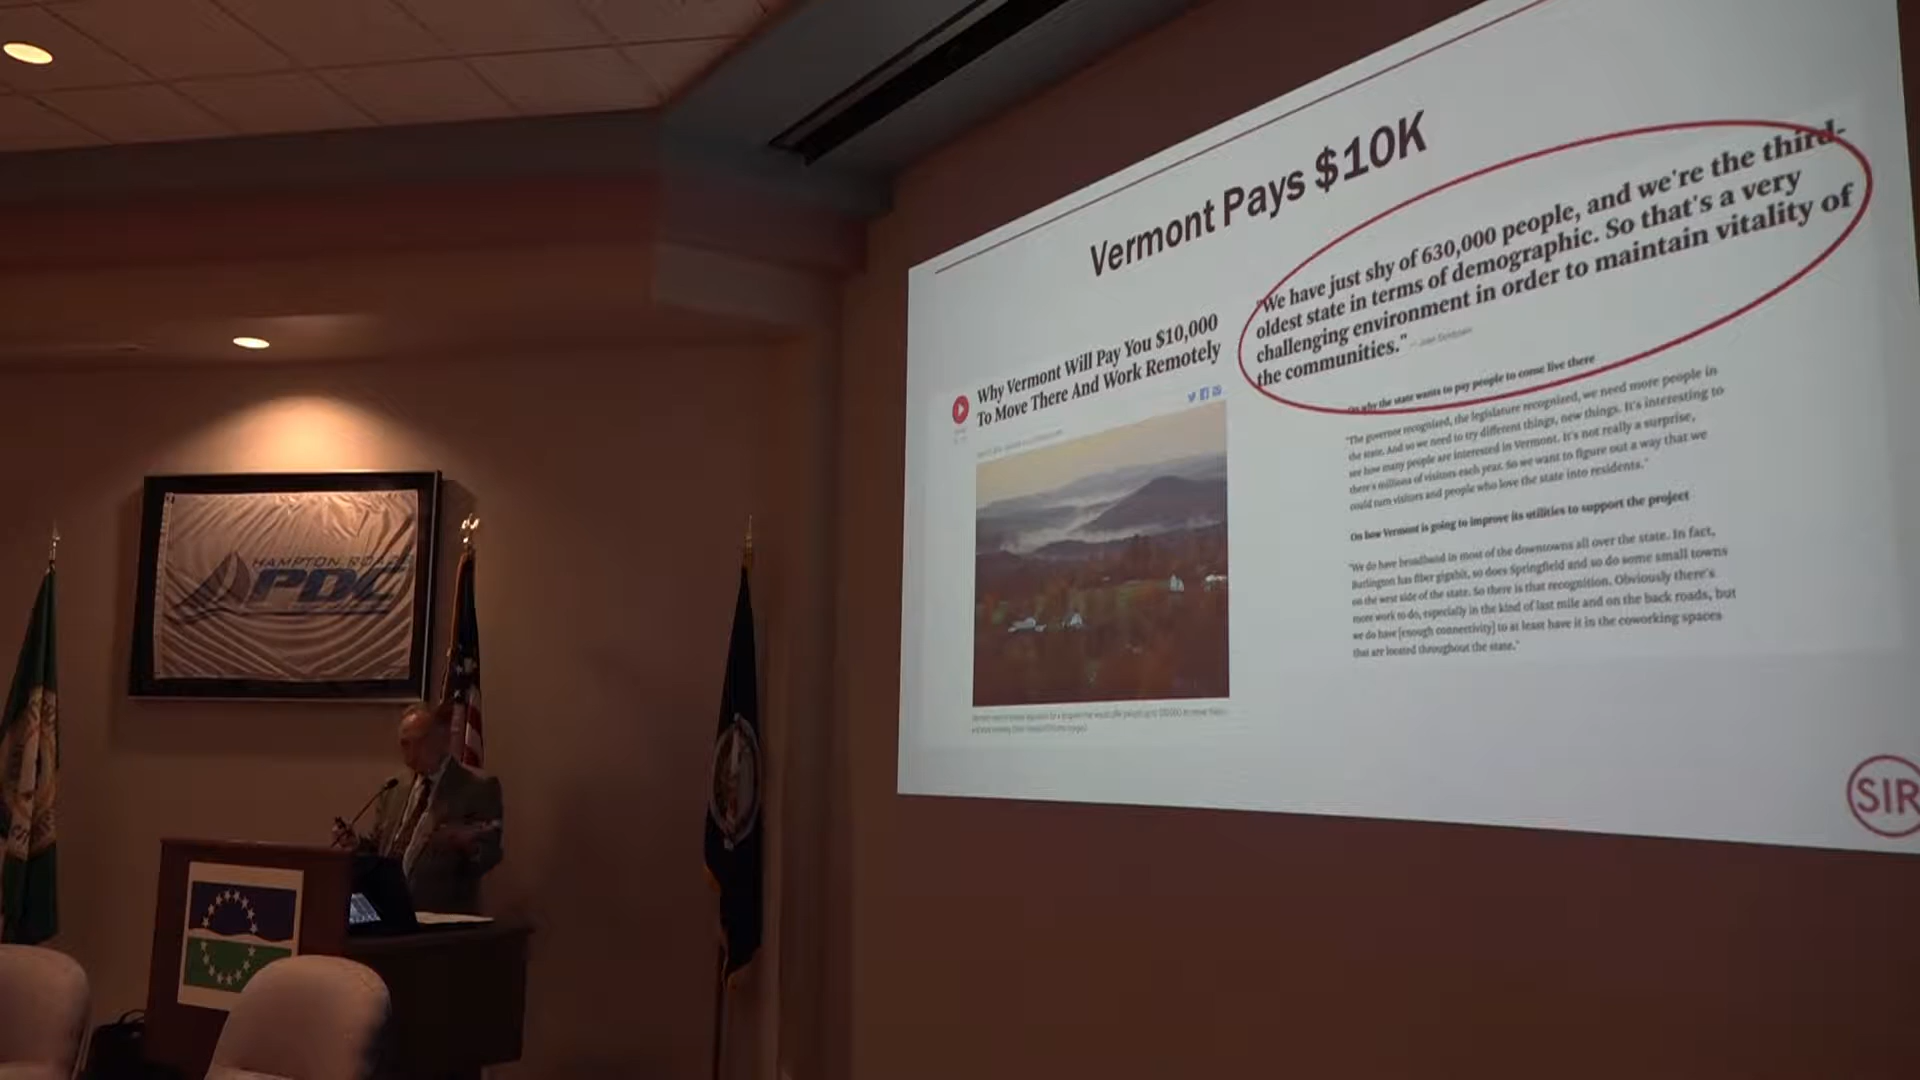 Vermont Pays $10K
Why Vermont Will Pay You $10,000
To Move There And Work Remotely
"We have just shy of 630,000 people, and we're the third-
oldest state in terms of demographic. So that's a very
challenging environment in order to maintain vitality of
the communities."
On why the state wants to pay people to come live there
"The governor recognized, the legislature recognized, we need more people in
the state. And so we need to try different things, new things. It's interesting to
see how many people are interested in Vermont. It's not really a surprise,
there's millions of visitors each year. So we want to figure out a way that we
could turn visitors and people who love the state into residents."
On how Vermont is going to improve its utilities to support the project
"We do have broadband in most of the downtowns all over the state. In fact,
Burlington has fiber gigabit, so does Springfield and so do some small towns
on the west side of the state. So there is that recognition. Obviously there's
more work to do, especially in the kind of last mile and on the back roads, but
we do have [enough connectivity] to at least have it in the coworking spaces
that are located throughout the state."
SIR
HAMPTON ROADS
PDC